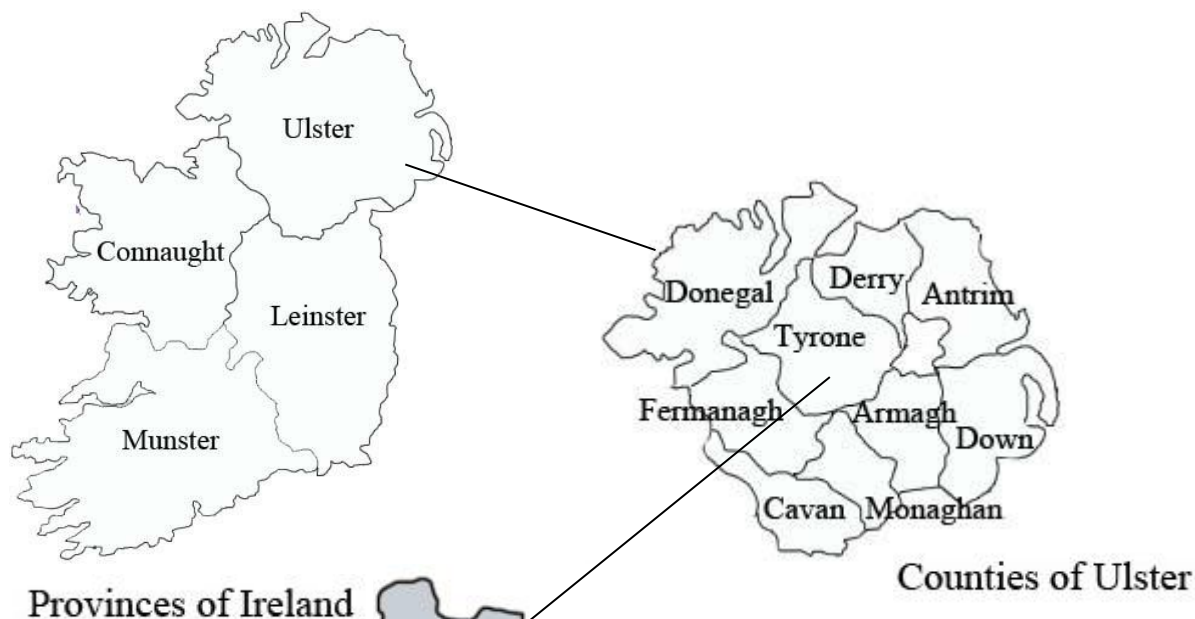 Ulster
Connaught
Leinster
Munster
Provinces of Ireland
Donegal
Derry
Antrim
Tyrone
Fermanagh
Armagh
Down
Cavan
Monaghan
Counties of Ulster